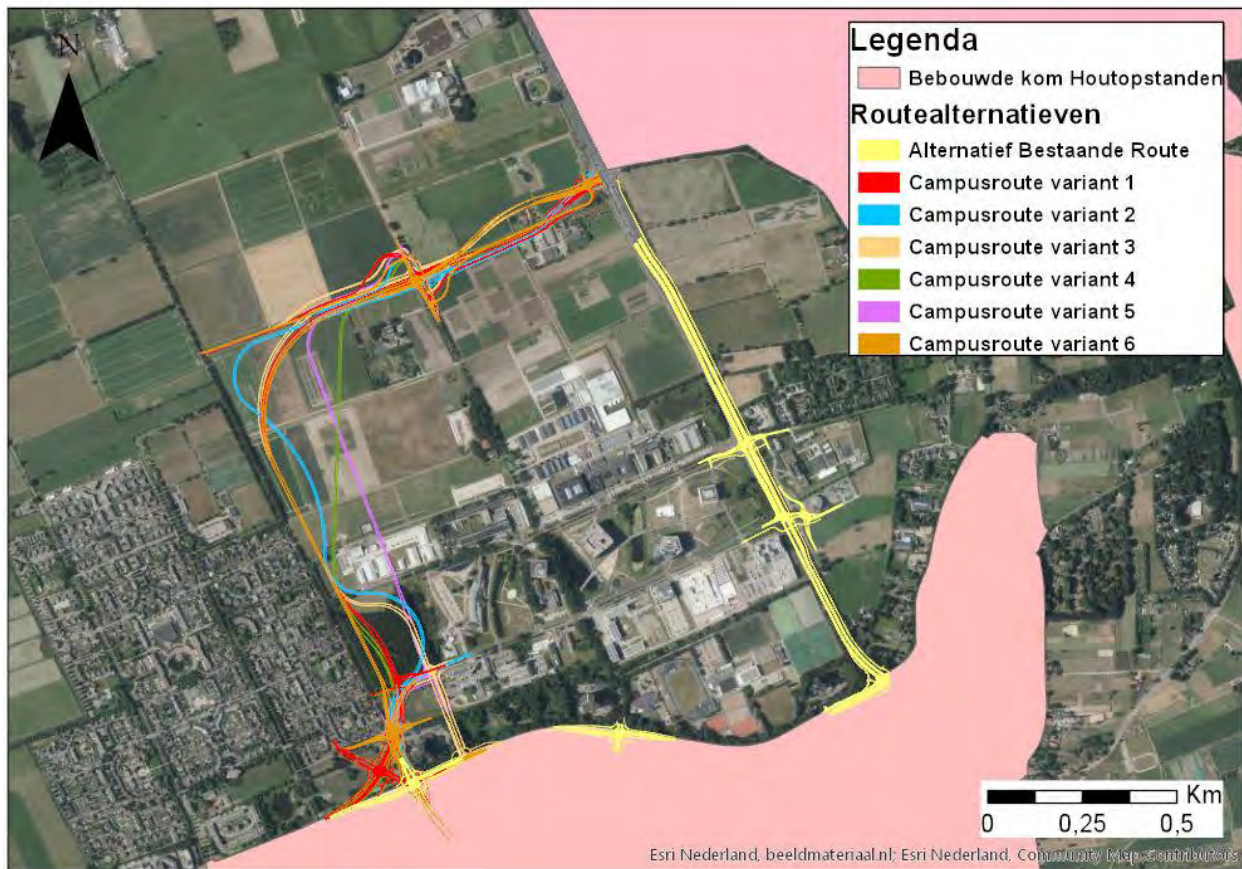 N
Legenda
Bebouwde kom Houtopstanden
Routealternatieven
Alternatief Bestaande Route
Campusroute variant 1
Campusroute variant 2
Campusroute variant 3
Campusroute variant 4
Campusroute variant 5
Campusroute variant 6
Km
0 0,25 0,5
Esri Nederland, beeldmateriaal.nl; Esri Nederland, Community Map Contributors